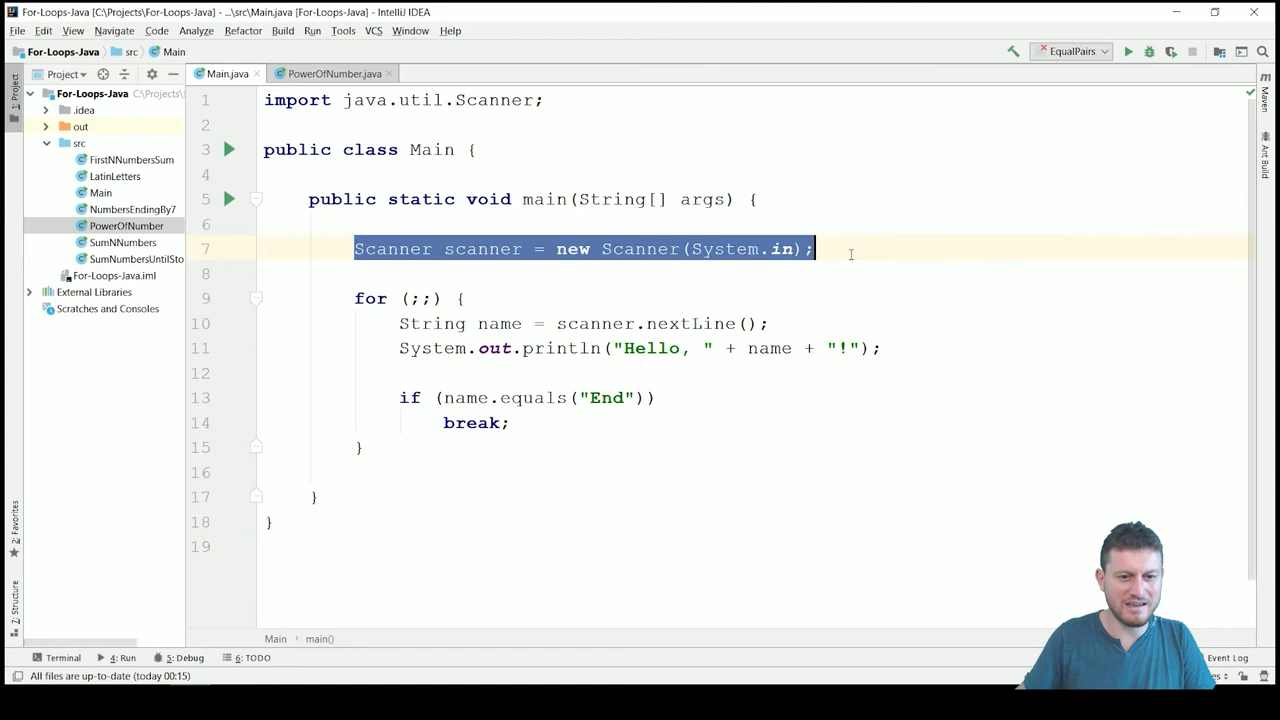 For-Loops-Java [C:\Projects\For-Loops-Java] - ...\src\Main.java [For-Loops-Java] - IntelliJ IDEA
File Edit View Navigate Code Analyze Refactor Build Run Tools VCS Window Help
For-Loops-Java src Main EqualPairs
1: Project
Project
Main.java
PowerOfNumber.java
For-Loops-Java C:\Projects\
.idea
out
src
FirstNNumbersSum
LatinLetters
Main
NumbersEndingBy7
PowerOfNumber
SumNNumbers
SumNumbersUntilSto
For-Loops-Java.iml
External Libraries
Scratches and Consoles
1 import java.util.Scanner;
2
3 public class Main {
4
5 public static void main(String[] args) {
6
7 Scanner scanner = new Scanner(System.in);
8
9 for (;;) {
10 String name = scanner.nextLine();
11 System.out.println("Hello, " + name + "!");
12
13 if (name.equals("End"))
14 break;
15 }
16
17 }
18 }
19
Maven
Ant Build
2: Favorites
Z: Structure
Main main()
Terminal 4: Run 5: Debug 6: TODO Event Log
All files are up-to-date (today 00:15)